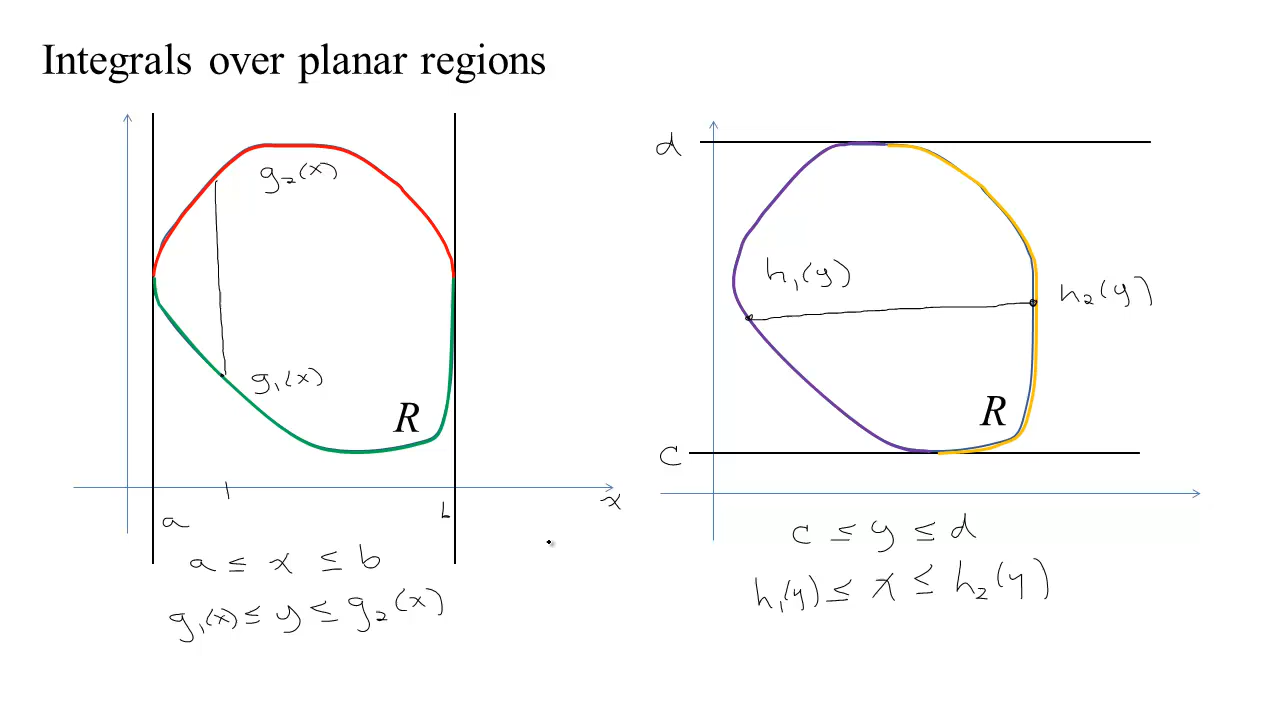 Integrals over planar regions
g₂(x)
g₁(x)
R
a
b
x
a ≤ x ≤ b
g₁(x) ≤ y ≤ g₂(x)
d
h₁(y)
h₂(y)
R
c
c ≤ y ≤ d
h₁(y) ≤ x ≤ h₂(y)